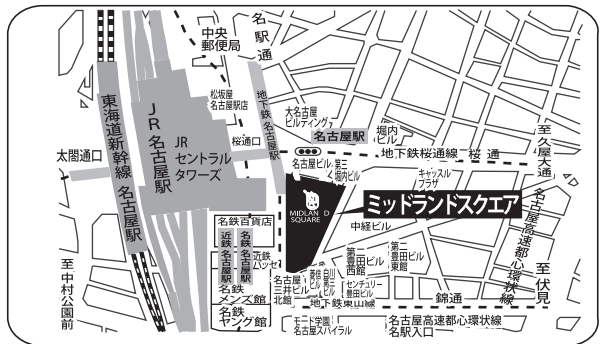 中央
郵便局
名駅通
松坂屋
名古屋駅店
地下鉄名古屋駅
大名古屋
ビルディング
名古屋駅
堀内
ビル
至久屋大通
東海道新幹線 名古屋駅
JR名古屋駅
JR
セントラル
タワーズ
桜通口
太閤通口
地下鉄桜通線 桜通
名古屋ビル
第三
堀内ビル
キャッスル
プラザ
MIDLAND
SQUARE
ミッドランドスクエア
名鉄百貨店
中経ビル
名古屋高速都心環状線
近鉄名古屋駅
名鉄名古屋駅
近鉄
パッセ
第一
豊田ビル
西館
第二
豊田ビル
東館
至伏見
至中村公園前
名鉄
メンズ館
名古屋
三井ビル
北館
センチュリー
豊田ビル
地下鉄東山線
錦通
名鉄
ヤング館
モード学園
名古屋スパイラル
名古屋高速都心環状線
名駅入口